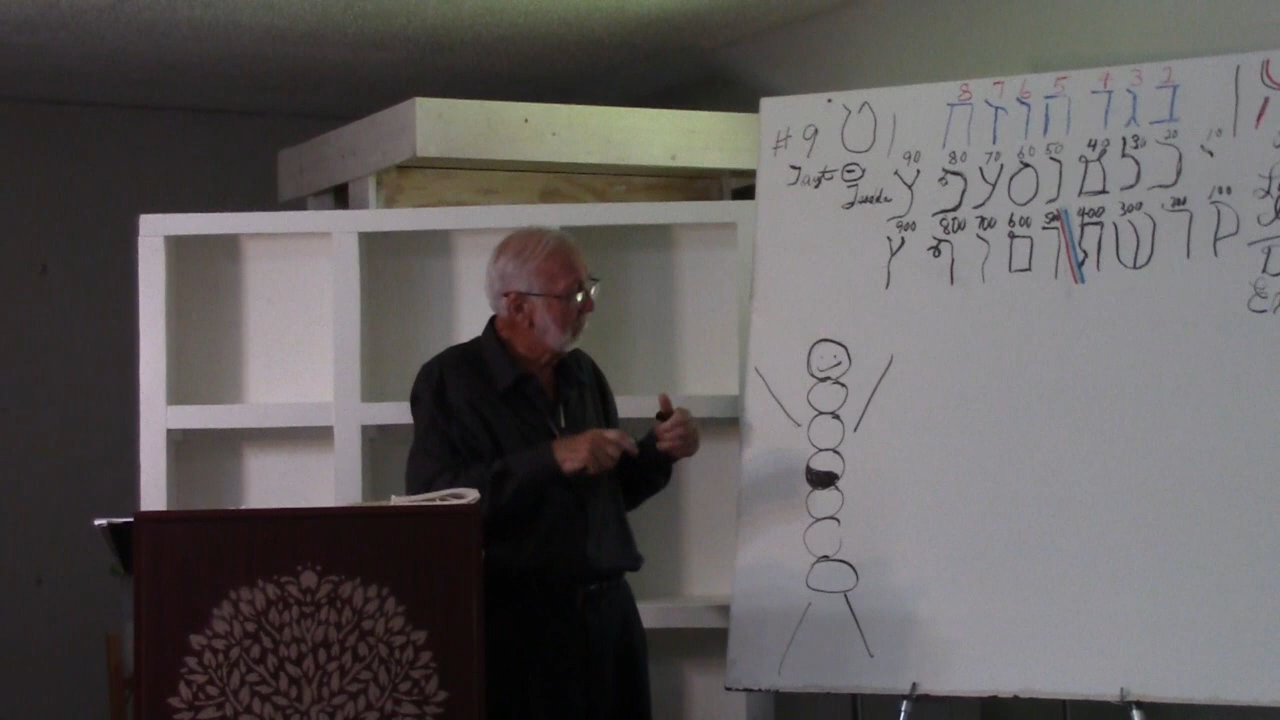 8 7 6 5 4 3 2
#9 ט
ב ג ד ה ו ז ח
90 80 70 60 50 40 30 20 10
Tsade
י כ ל מ נ ס ע פ צ
900 800 700 600 500 400 300 200 100
ק ר ש ת ך ם ן ף ץ